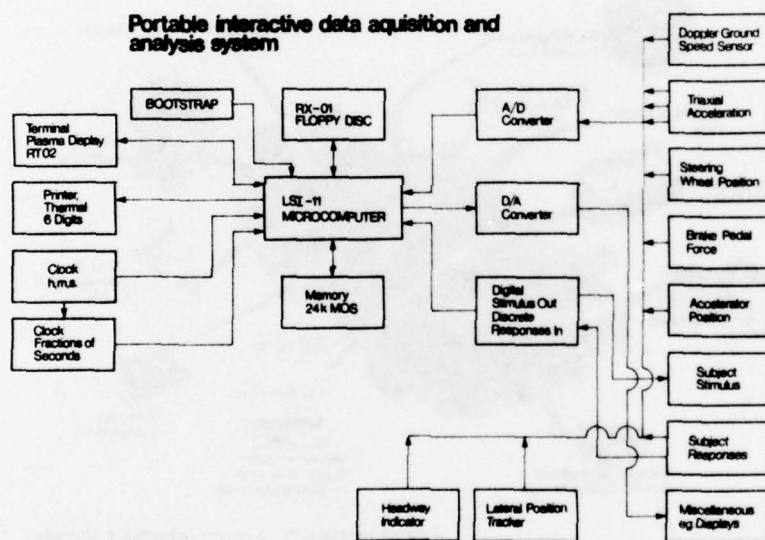 Portable interactive data aquisition and
analysis system
BOOTSTRAP
RX-01
FLOPPY DISC
A/D
Converter
Doppler Ground
Speed Sensor
Terminal
Plasma Display
RT02
Triaxial
Acceleration
Printer,
Thermal
6 Digits
LSI-11
MICROCOMPUTER
D/A
Converter
Steering
Wheel Position
Brake Pedal
Force
Clock
h,m,s.
Memory
24k MOS
Digital
Stimulus Out
Discrete
Responses In
Accelerator
Position
Clock
Fractions of
Seconds
Subject
Stimulus
Subject
Responses
Headway
Indicator
Lateral Position
Tracker
Miscellaneous
eg. Displays